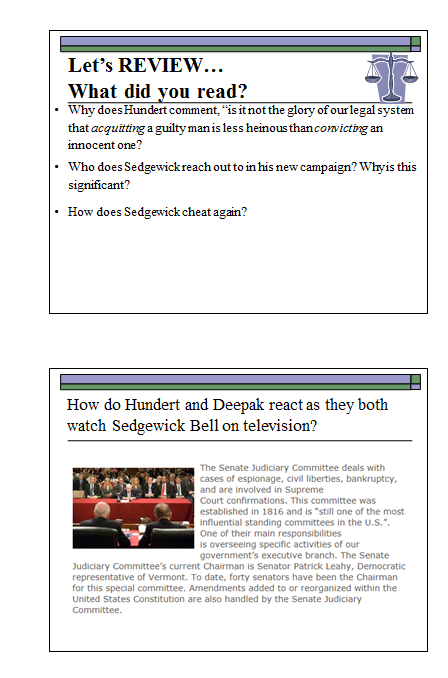 Let's REVIEW…
What did you read?
• Why does Hundert comment, “is it not the glory of our legal system
that acquitting a guilty man is less heinous than convicting an
innocent one?
• Who does Sedgewick reach out to in his new campaign? Why is this
significant?
• How does Sedgewick cheat again?
How do Hundert and Deepak react as they both
watch Sedgewick Bell on television?
The Senate Judiciary Committee deals with
cases of espionage, civil liberties, bankruptcy,
and are involved in Supreme
Court confirmations. This committee was
established in 1816 and is “still one of the most
influential standing committees in the U.S.”.
One of their main responsibilities
is overseeing specific activities of our
government's executive branch. The Senate
Judiciary Committee's current Chairman is Senator Patrick Leahy, Democratic
representative of Vermont. To date, forty senators have been the Chairman
for this special committee. Amendments added to or reorganized within the
United States Constitution are also handled by the Senate Judiciary
Committee.